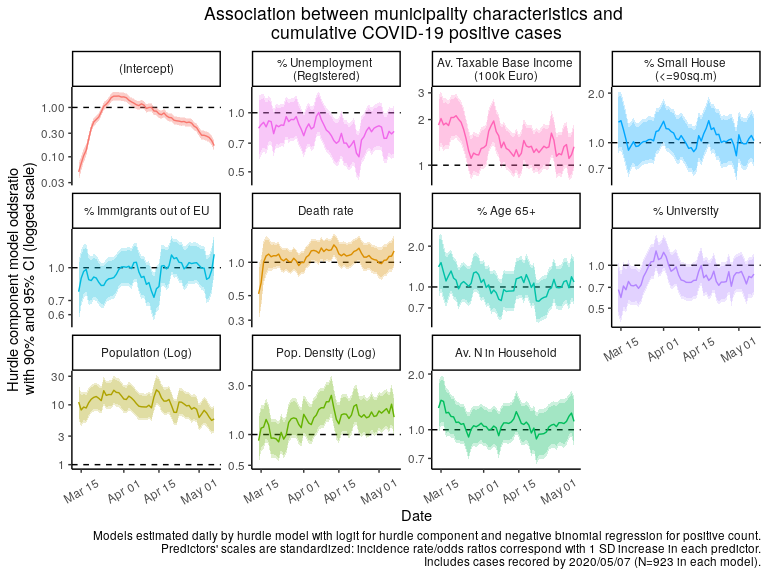 Association between municipality characteristics and
cumulative COVID-19 positive cases
Hurdle component model oddsratio
with 90% and 95% CI (logged scale)
(Intercept)
1.00
0.30
0.10
0.03
% Unemployment
(Registered)
1.0
0.7
0.5
Av. Taxable Base Income
(100k Euro)
3
2
1
% Small House
(<=90sq.m)
2.0
1.0
0.7
% Immigrants out of EU
1.0
0.7
0.6
Death rate
1.0
0.5
0.3
% Age 65+
2.0
1.0
0.7
% University
1.0
0.7
0.5
Mar 15
Apr 01
Apr 15
May 01
Population (Log)
30
10
3
1
Mar 15
Apr 01
Apr 15
May 01
Pop. Density (Log)
3.0
1.0
0.5
Mar 15
Apr 01
Apr 15
May 01
Av. N in Household
2.0
1.0
0.7
Mar 15
Apr 01
Apr 15
May 01
Date
Models estimated daily by hurdle model with logit for hurdle component and negative binomial regression for positive count.
Predictors' scales are standardized: incidence rate/odds ratios correspond with 1 SD increase in each predictor.
Includes cases recored by 2020/05/07 (N=923 in each model).